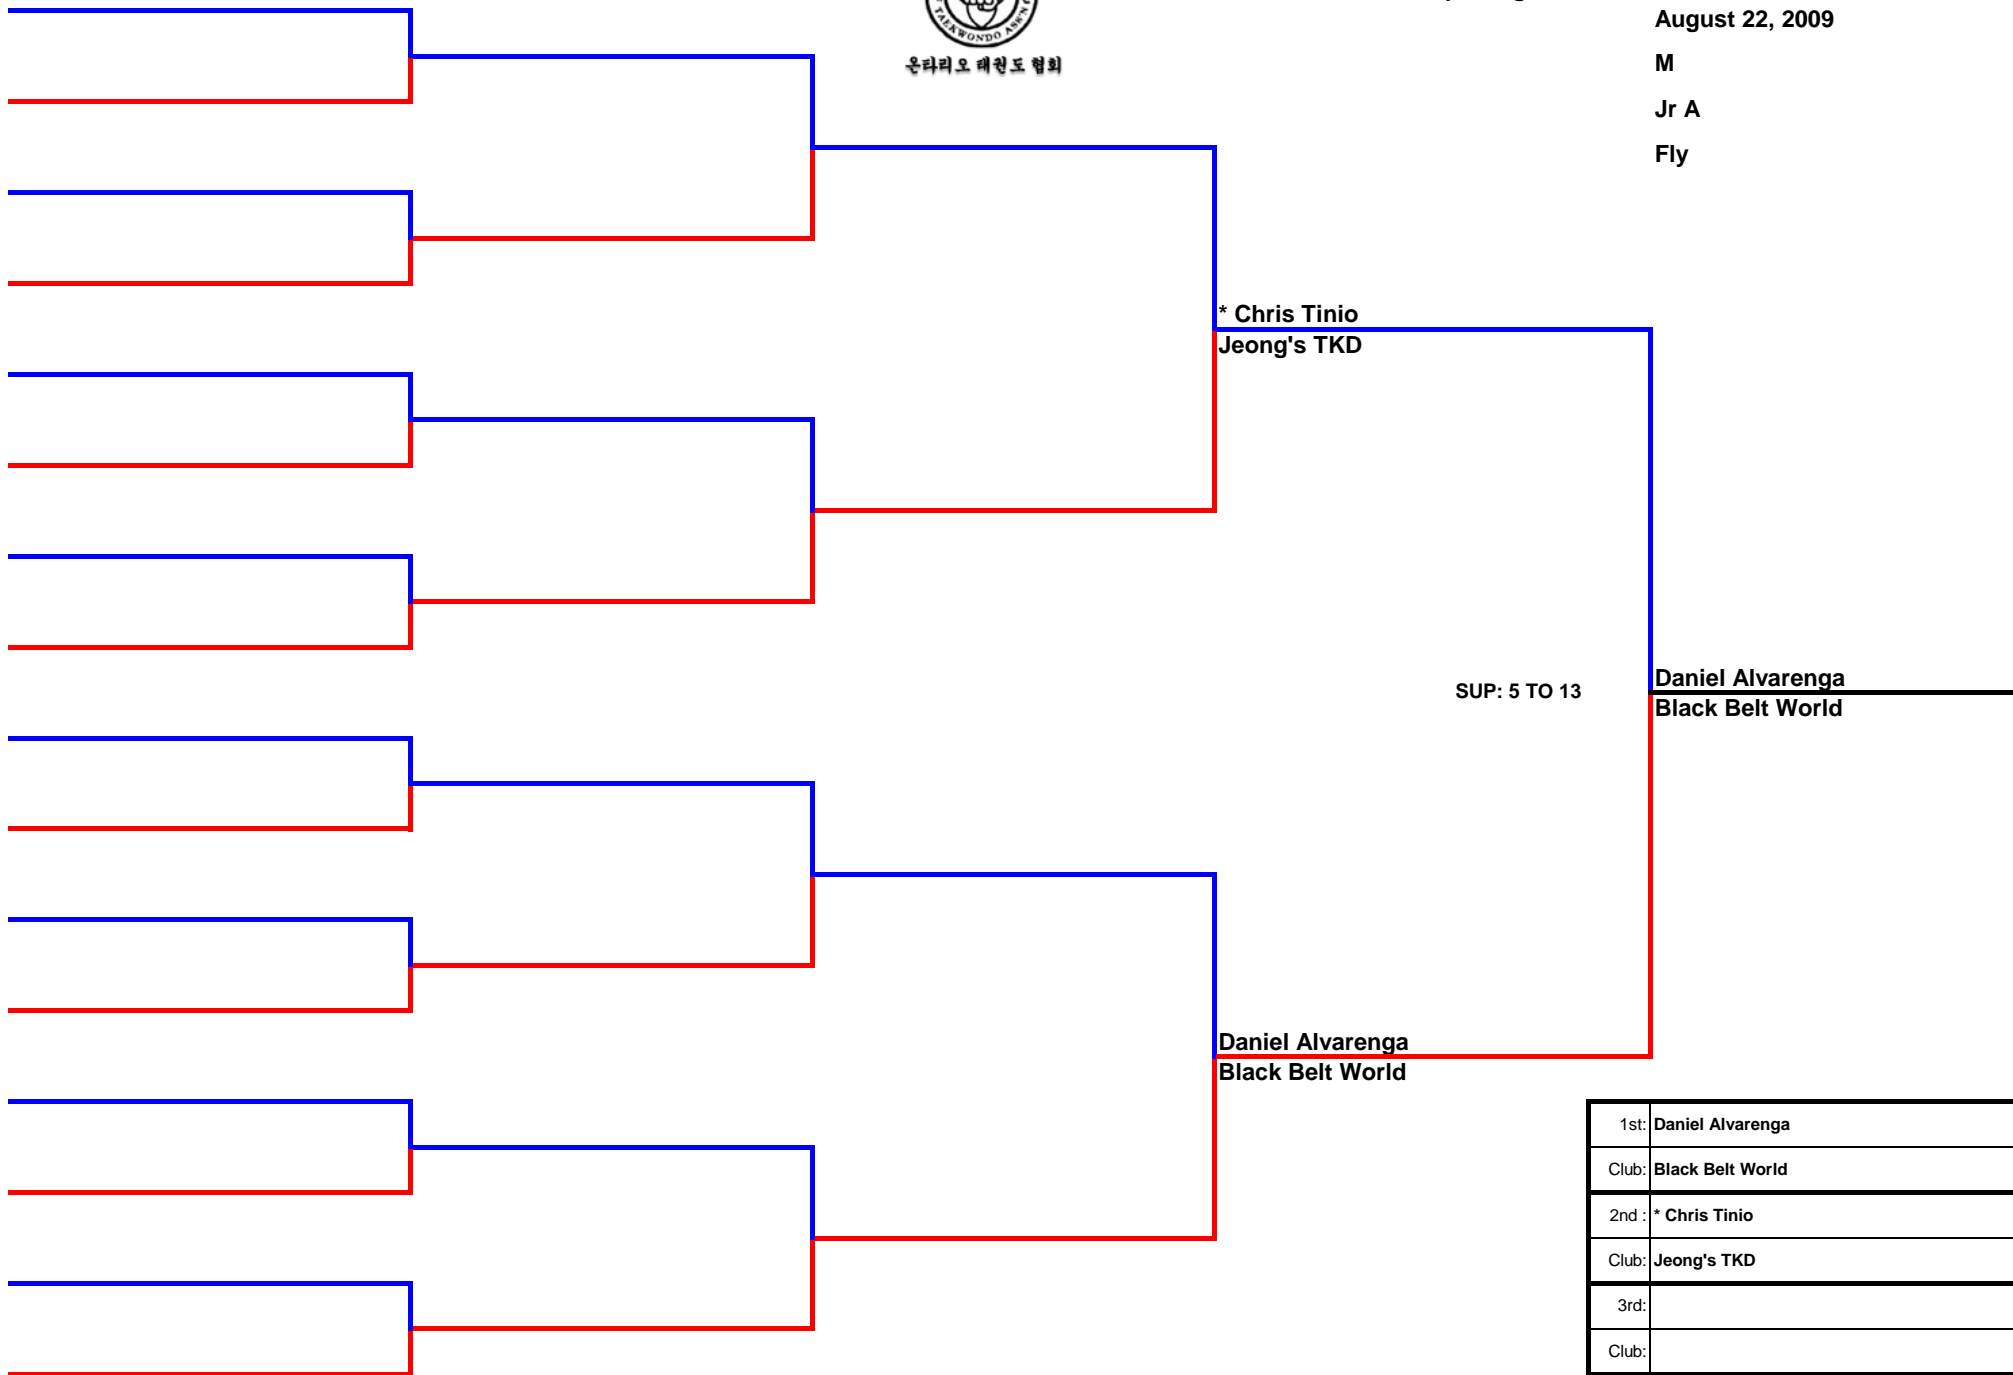 TAEKWONDO ASS'N
온타리오 태권도 협회
August 22, 2009
M
Jr A
Fly
* Chris Tinio
Jeong's TKD
SUP: 5 TO 13
Daniel Alvarenga
Black Belt World
Daniel Alvarenga
Black Belt World
1st: Daniel Alvarenga
Club: Black Belt World
2nd : * Chris Tinio
Club: Jeong's TKD
3rd:
Club: